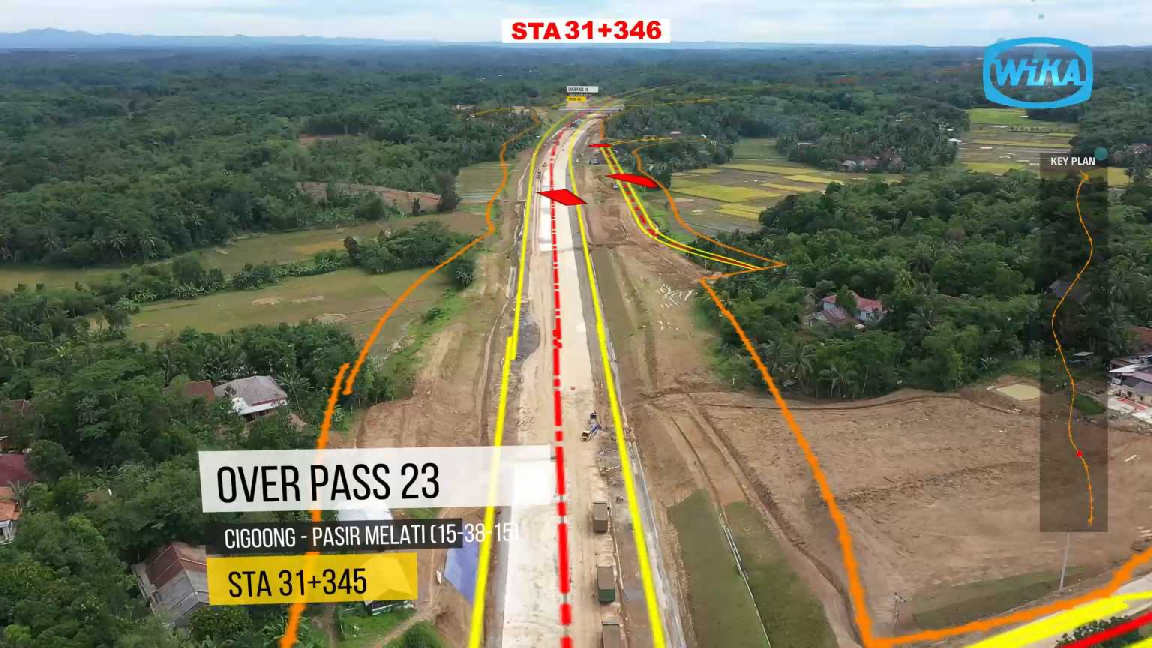 STA 31+346
WIKA
KEY PLAN
OVER PASS 23
CIGOONG - PASIR MELATI (15-38-15)
STA 31+345